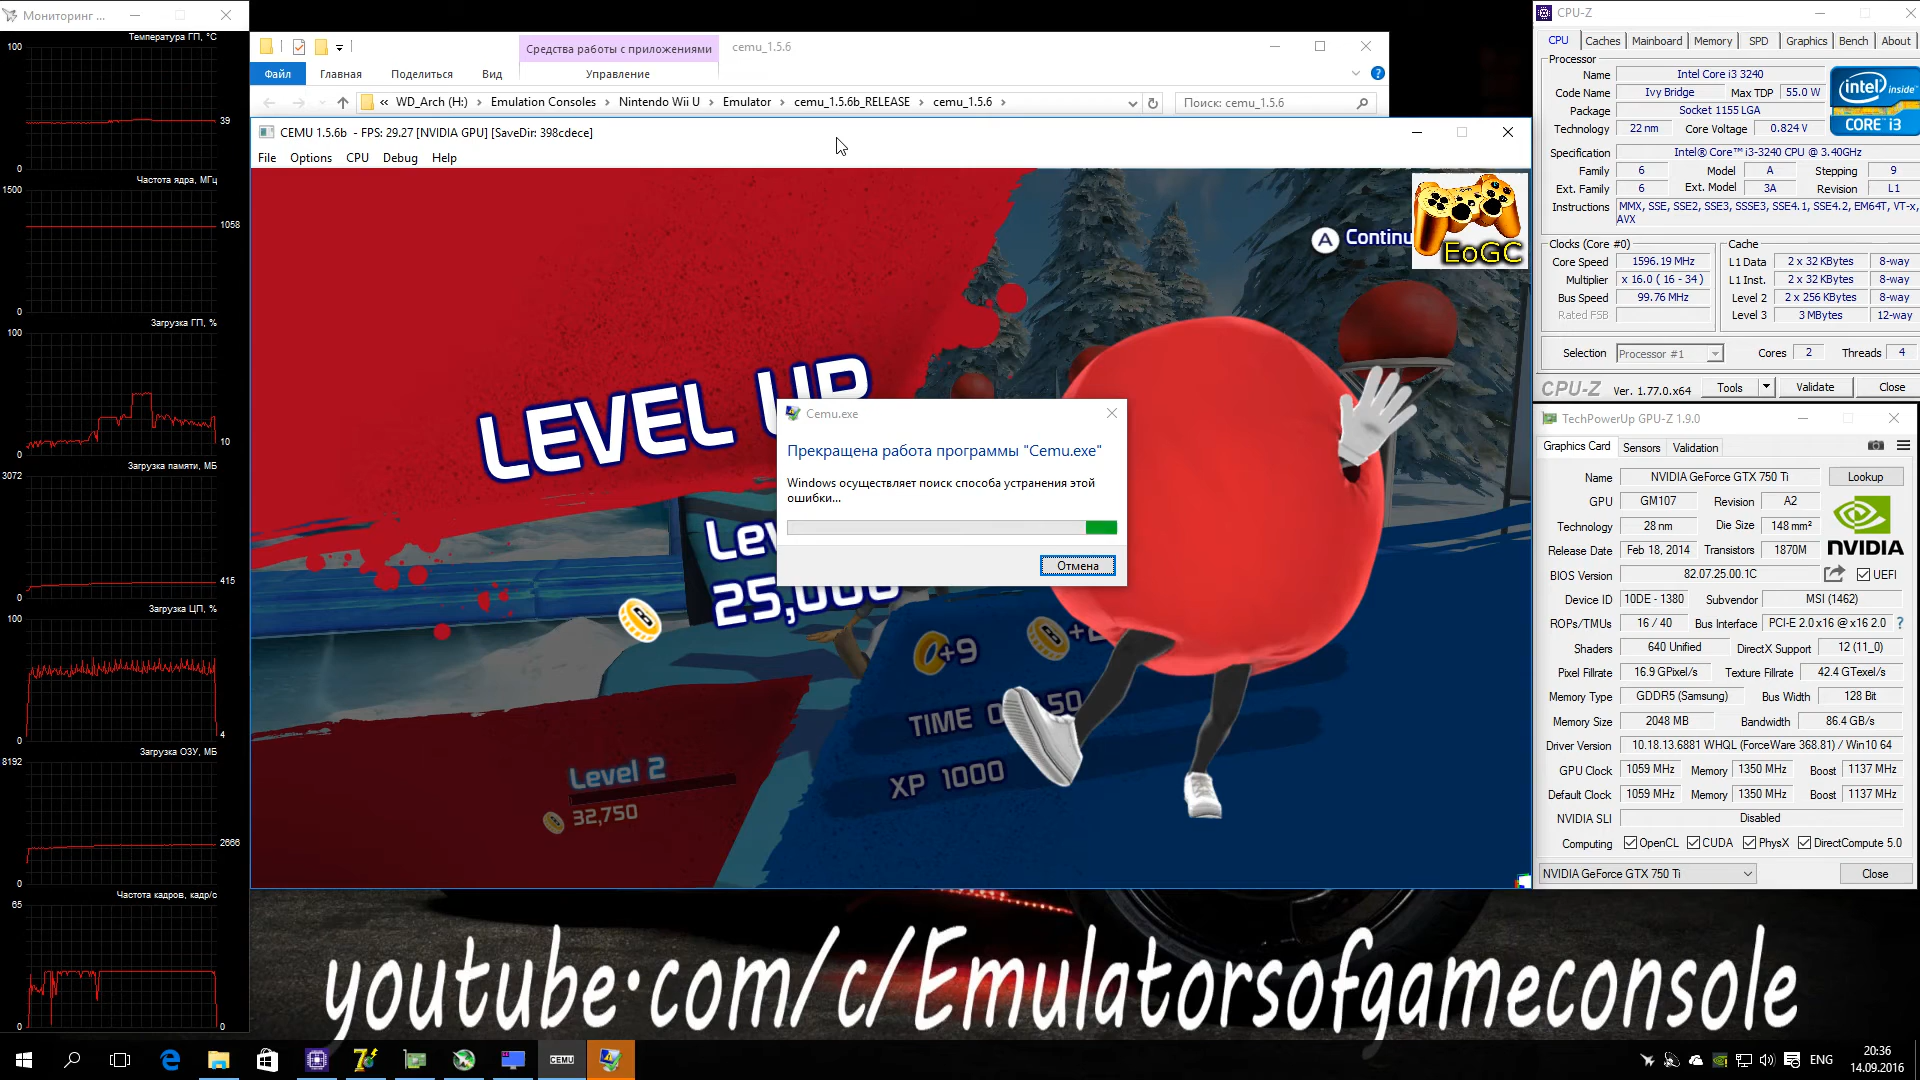 Мониторинг ...
Температура ГП, °C
100
39
0
Частота ядра, МГц
1500
1058
0
Загрузка ГП, %
100
10
0
Загрузка памяти, МБ
3072
415
0
Загрузка ЦП, %
100
4
0
Загрузка ОЗУ, МБ
8192
2666
0
Частота кадров, кадр/с
65
0
0
Средства работы с приложениями
cemu_1.5.6
Файл
Главная
Поделиться
Вид
Управление
« WD_Arch (H:) › Emulation Consoles › Nintendo Wii U › Emulator › cemu_1.5.6b_RELEASE › cemu_1.5.6 ›
Поиск: cemu_1.5.6
CEMU 1.5.6b - FPS: 29.27 [NVIDIA GPU] [SaveDir: 398cdece]
File Options CPU Debug Help
A Continu
EoGC
LEVEL UP
Lev
25,000
+9
TIME 0
50
XP 1000
Level 2
32,750
Cemu.exe
Прекращена работа программы "Cemu.exe"
Windows осуществляет поиск способа устранения этой
ошибки...
Отмена
CPU-Z
CPU Caches Mainboard Memory SPD Graphics Bench About
Processor
Name Intel Core i3 3240
Code Name Ivy Bridge Max TDP 55.0 W
Package Socket 1155 LGA
Technology 22 nm Core Voltage 0.824 V
intel inside™
CORE i3
Specification Intel® Core™ i3-3240 CPU @ 3.40GHz
Family 6 Model A Stepping 9
Ext. Family 6 Ext. Model 3A Revision L1
Instructions MMX, SSE, SSE2, SSE3, SSSE3, SSE4.1, SSE4.2, EM64T, VT-x,
AVX
Clocks (Core #0)
Core Speed 1596.19 MHz
Multiplier x 16.0 ( 16 - 34 )
Bus Speed 99.76 MHz
Rated FSB
Cache
L1 Data 2 x 32 KBytes 8-way
L1 Inst. 2 x 32 KBytes 8-way
Level 2 2 x 256 KBytes 8-way
Level 3 3 MBytes 12-way
Selection Processor #1 Cores 2 Threads 4
CPU-Z Ver. 1.77.0.x64 Tools Validate Close
TechPowerUp GPU-Z 1.9.0
Graphics Card Sensors Validation
Name NVIDIA GeForce GTX 750 Ti Lookup
GPU GM107 Revision A2
Technology 28 nm Die Size 148 mm²
Release Date Feb 18, 2014 Transistors 1870M
NVIDIA
BIOS Version 82.07.25.00.1C UEFI
Device ID 10DE - 1380 Subvendor MSI (1462)
ROPs/TMUs 16 / 40 Bus Interface PCI-E 2.0 x16 @ x16 2.0 ?
Shaders 640 Unified DirectX Support 12 (11_0)
Pixel Fillrate 16.9 GPixel/s Texture Fillrate 42.4 GTexel/s
Memory Type GDDR5 (Samsung) Bus Width 128 Bit
Memory Size 2048 MB Bandwidth 86.4 GB/s
Driver Version 10.18.13.6881 WHQL (ForceWare 368.81) / Win10 64
GPU Clock 1059 MHz Memory 1350 MHz Boost 1137 MHz
Default Clock 1059 MHz Memory 1350 MHz Boost 1137 MHz
NVIDIA SLI Disabled
Computing OpenCL CUDA PhysX DirectCompute 5.0
NVIDIA GeForce GTX 750 Ti Close
youtube.com/c/Emulatorsofgameconsole
CEMU
ENG
20:36
14.09.2016